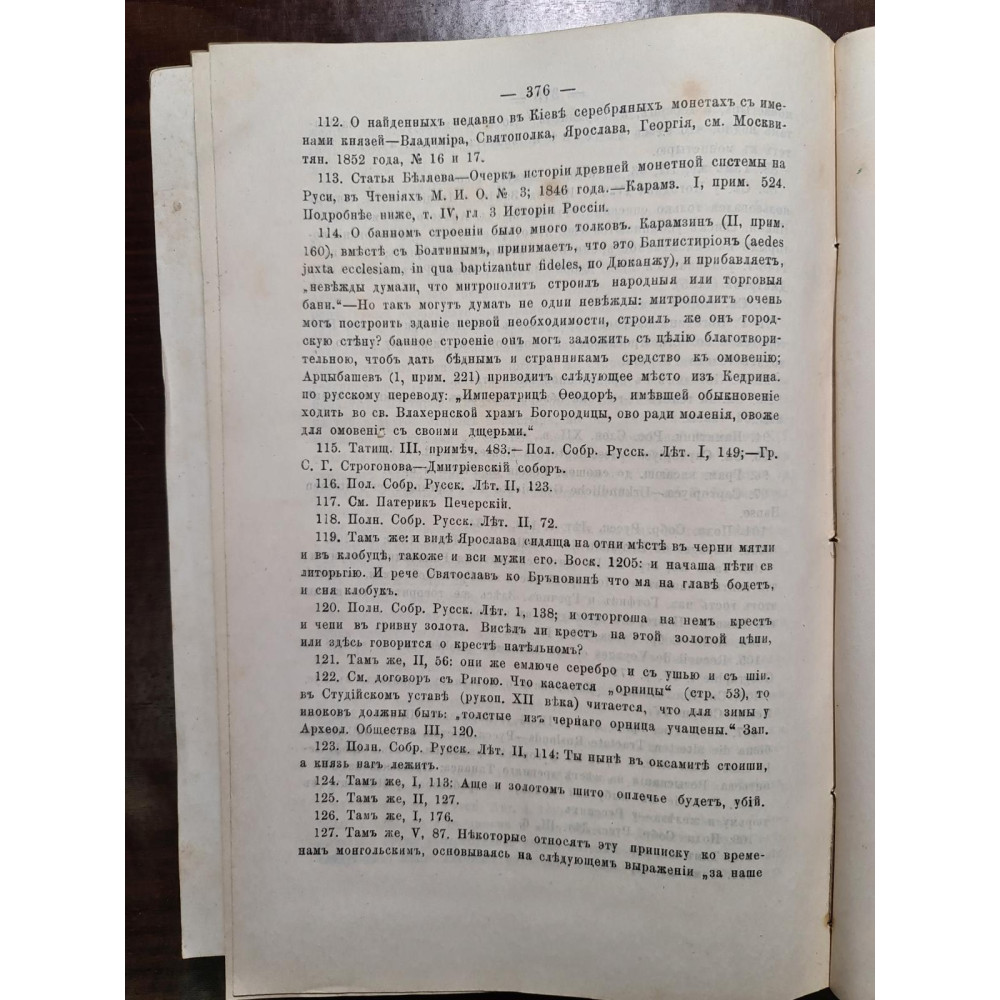 — 376 —
112. О найденныхъ недавно въ Кіевѣ серебряныхъ монетахъ съ име-
нами князей—Владиміра, Святополка, Ярослава, Георгія, см. Москви-
тян. 1852 года, № 16 и 17.
113. Статья Бѣляева—Очеркъ исторіи древней монетной системы на
Руси, въ Чтеніяхъ М. И. О. № 3; 1846 года.—Карамз. I, прим. 524.
Подробнѣе ниже, т. IV, гл 3 Исторіи Россіи.
114. О банномъ строеніи было много толковъ. Карамзинъ (II, прим.
160), вмѣстѣ съ Болтинымъ, принимаетъ, что это Баптистиріонъ (aedes
juxta ecclesiam, in qua baptizantur fideles, по Дюканжу), и прибавляетъ,
„невѣжды думали, что митрополитъ строилъ народныя или торговыя
бани.“—Но такъ могутъ думать не одни невѣжды: митрополитъ очень
могъ построить зданіе первой необходимости, строилъ же онъ город-
скую стѣну? банное строеніе онъ могъ заложить съ цѣлію благотвори-
тельною, чтобъ дать бѣднымъ и странникамъ средство къ омовенію;
Арцыбашевъ (1, прим. 221) приводитъ слѣдующее мѣсто изъ Кедрина.
по русскому переводу: „Императрицѣ Ѳеодорѣ, имѣвшей обыкновеніе
ходить во св. Влахернской храмъ Богородицы, ово ради моленія, овоже
для омовенія съ своими дщерьми.“
115. Татищ. III, примѣч. 483.—Пол. Собр. Русск. Лѣт. I, 149;—Гр.
С. Г. Строгонова—Дмитріевскій соборъ.
116. Пол. Собр. Русск. Лѣт. II, 123.
117. См. Патерикъ Печерскій.
118. Полн. Собр. Русск. Лѣт. II, 72.
119. Тамъ же: и видѣ Ярослава сидяща на отни мѣстѣ въ черни мятли
и въ клобуцѣ, такоже и вси мужи его. Воск. 1205: и начаша пѣти св
литорьгію. И рече Святославъ ко Брьновинѣ что мя на главѣ бодетъ,
и сня клобукъ.
120. Полн. Собр. Русск. Лѣт. 1, 138; и отторгоша на немъ крестъ
и чепи въ гривну золота. Висѣлъ ли крестъ на этой золотой цѣпи,
или здѣсь говорится о крестѣ натѣльномъ?
121. Тамъ же, II, 56: они же емлюче серебро и съ ушью и съ шіи.
122. См. договоръ съ Ригою. Что касается „орницы“ (стр. 53), то
въ Студійскомъ уставѣ (рукоп. XII вѣка) читается, что для зимы у
иноковъ должны быть: „толстые изъ чернаго орница учащены.“ Зап.
Археол. Общества III, 120.
123. Полн. Собр. Русск. Лѣт. II, 114: Ты нынѣ въ оксамитѣ стоиши,
а князь нагъ лежитъ.
124. Тамъ же, I, 113: Аще и золотомъ шито оплечье будетъ, убій.
125. Тамъ же, II, 127.
126. Тамъ же, I, 176.
127. Тамъ же, V, 87. Нѣкоторые относятъ эту приписку ко време-
намъ монгольскимъ, основываясь на слѣдующемъ выраженіи „за наше